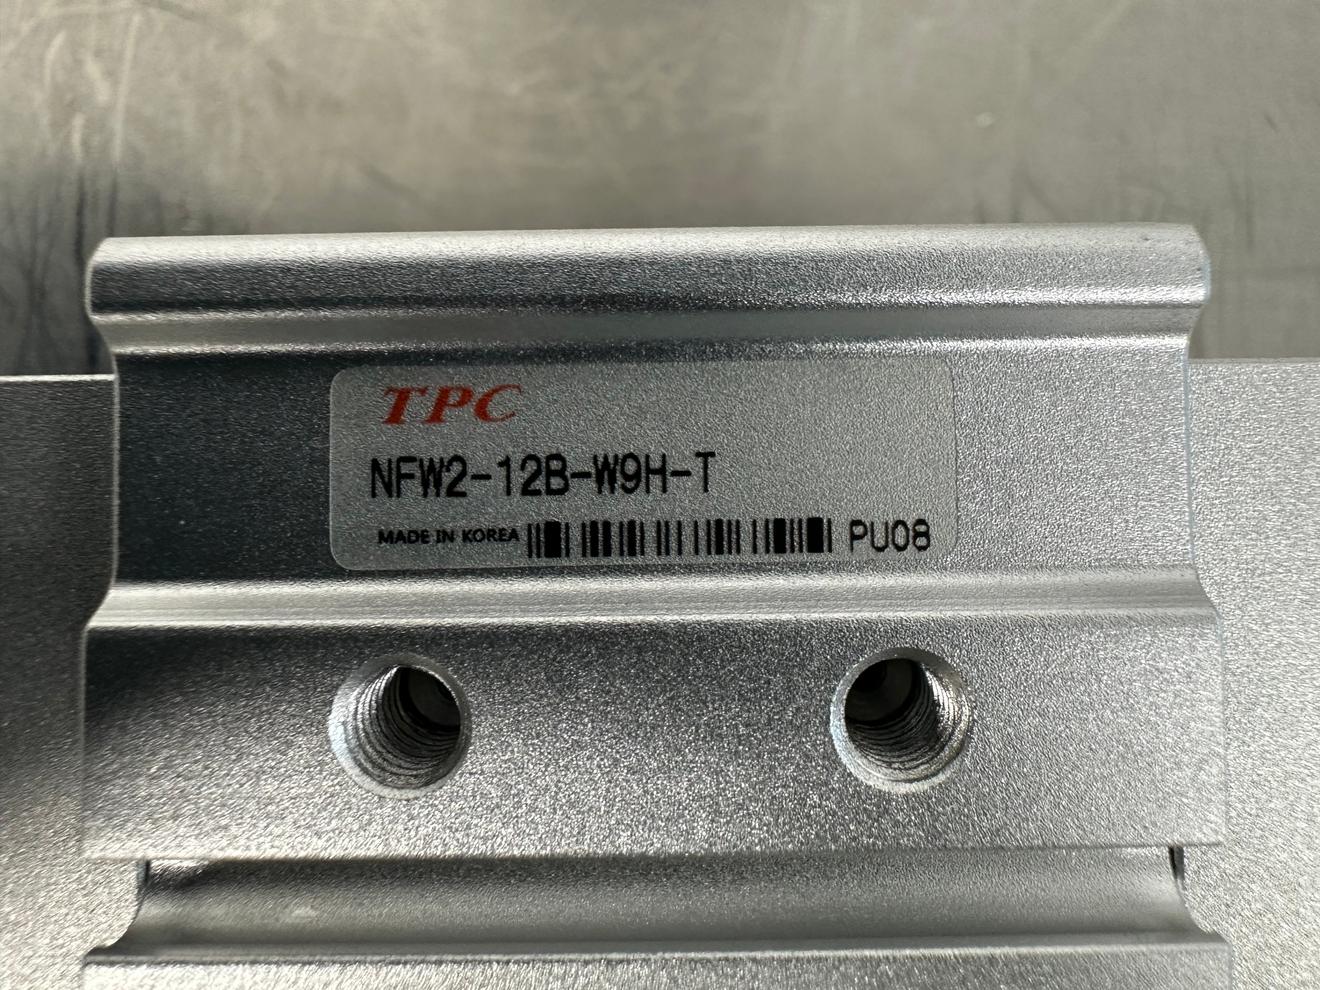 TPC
NFW2-12B-W9H-T
MADE IN KOREA PU08